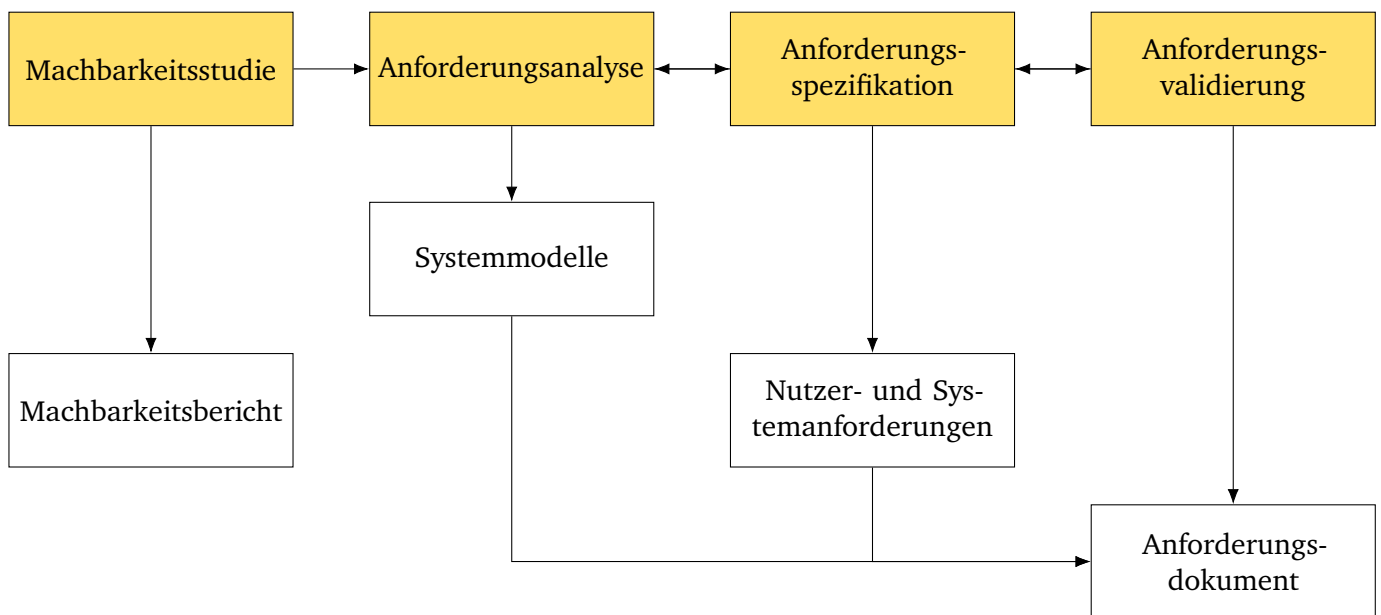 Machbarkeitsstudie
Anforderungsanalyse
Anforderungs-
spezifikation
Anforderungs-
validierung
Systemmodelle
Machbarkeitsbericht
Nutzer- und Sys-
temanforderungen
Anforderungs-
dokument